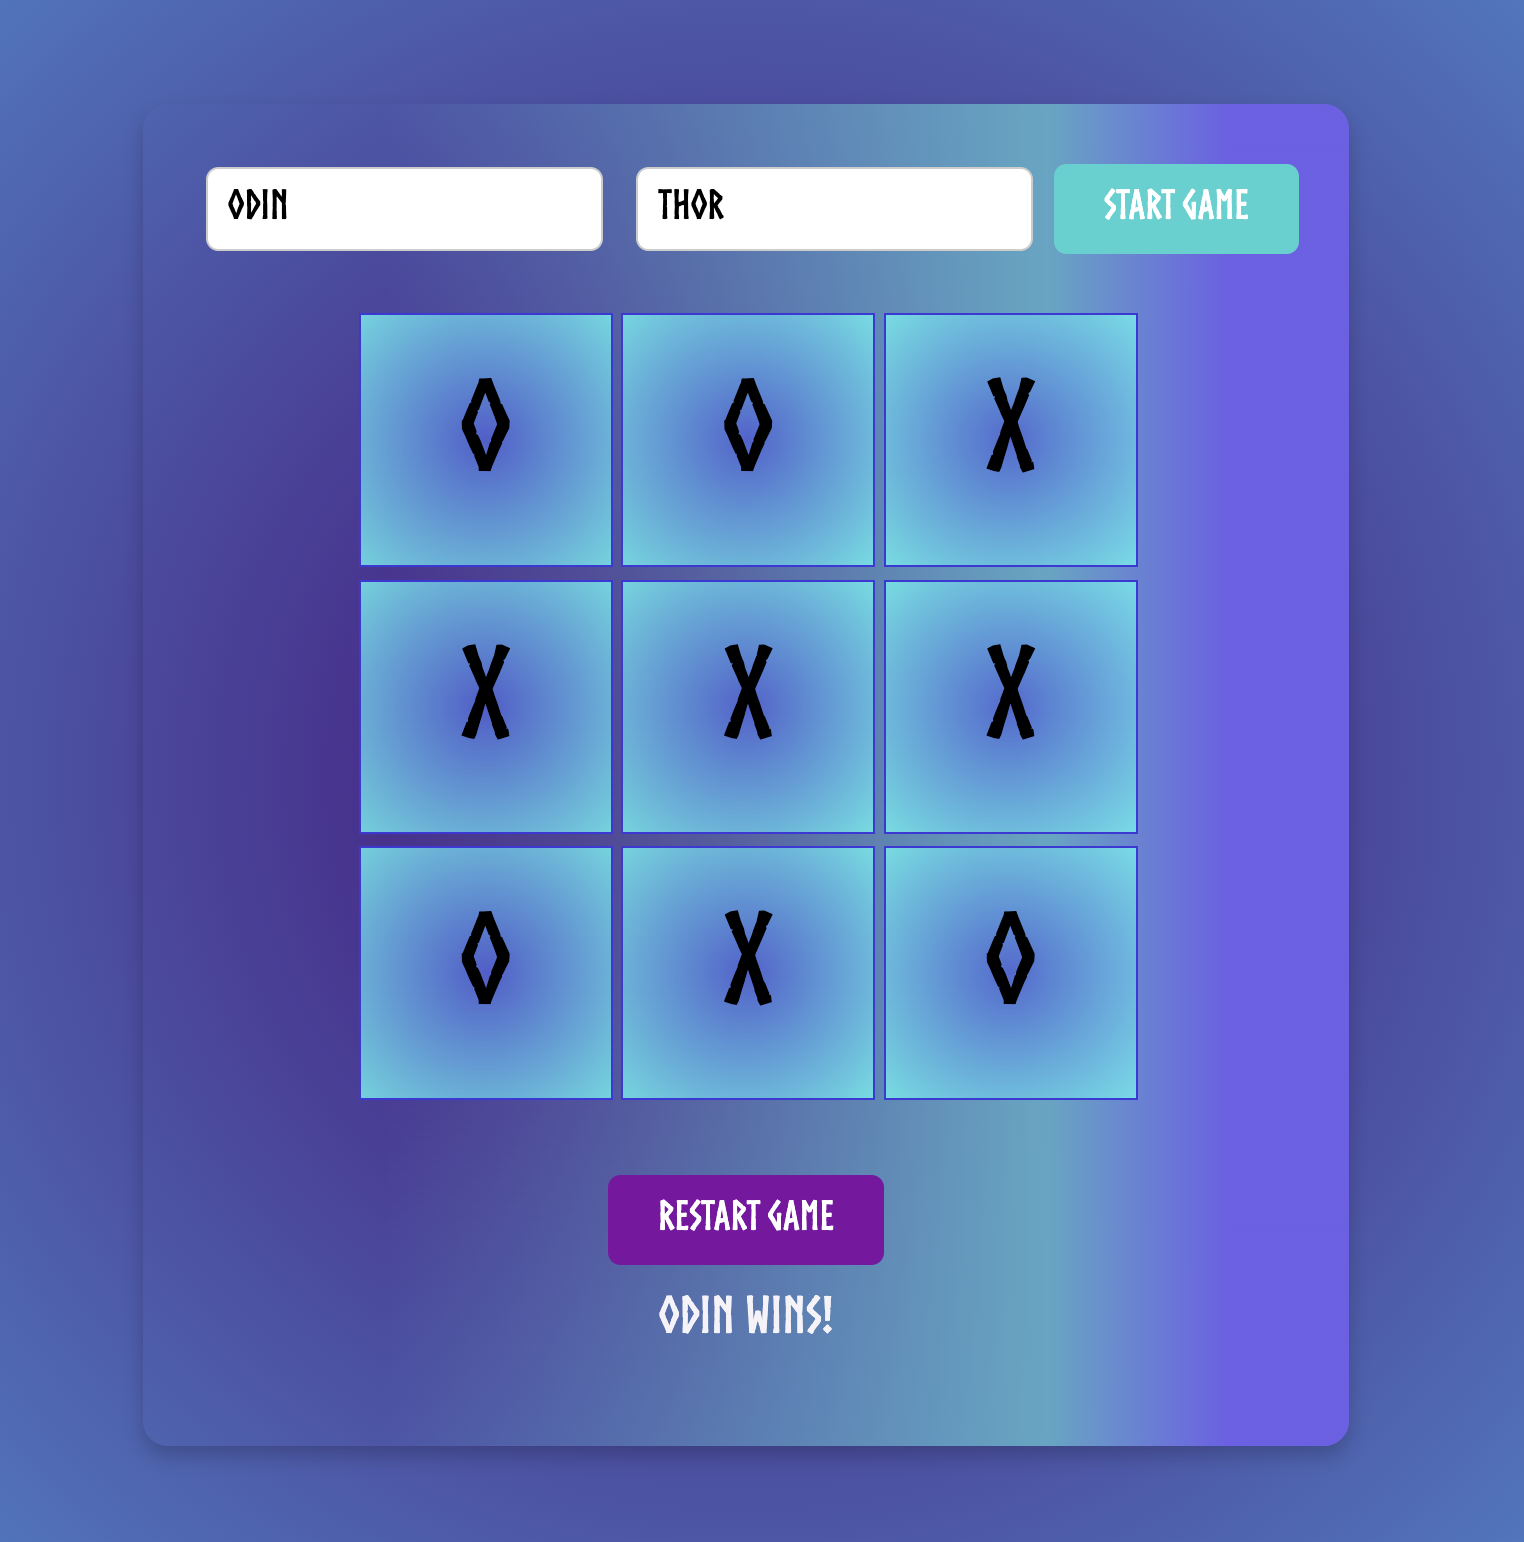 ODIN THOR START GAME
O O X
X X X
O X O
RESTART GAME
ODIN WINS!